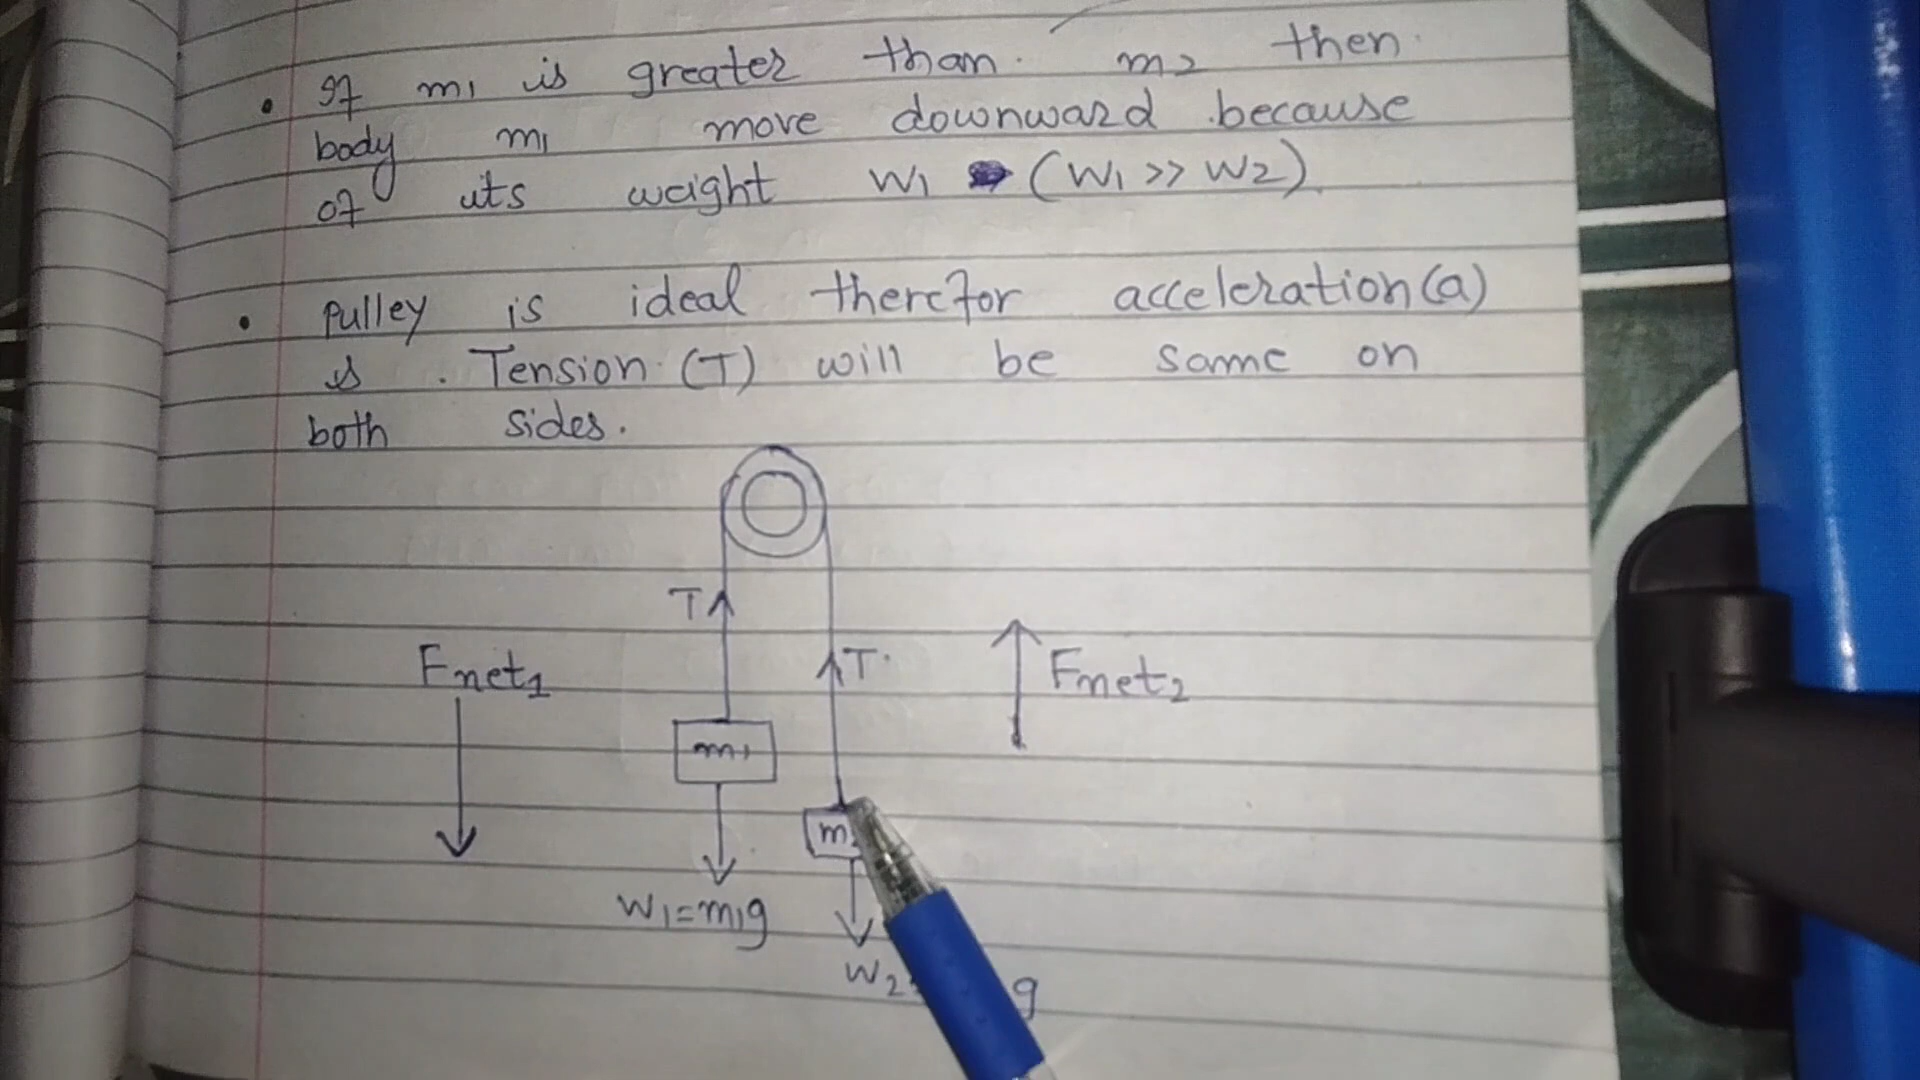 If m1 is greater than m2 then
body m1 move downward because
of its weight W1 (W1 >> W2)
Pulley is ideal therefor acceleration(a)
is . Tension (T) will be same on
both sides.
T
Fnet1
T
Fnet2
m1
m
W1=m1g
W2 g